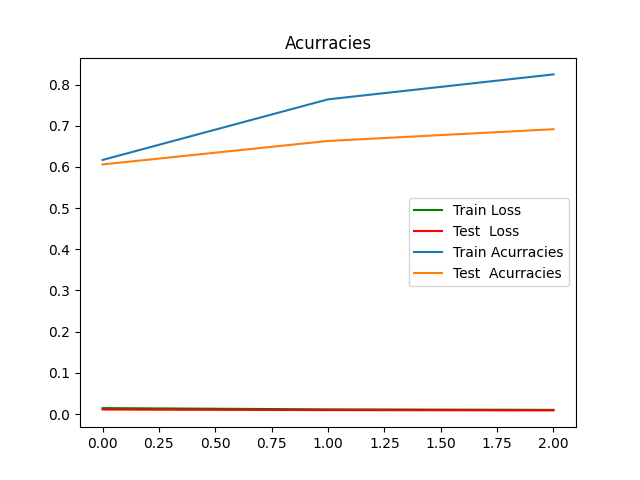 Acurracies
0.8
0.7
0.6
0.5
0.4
0.3
0.2
0.1
0.0
Train Loss
Test  Loss
Train Acurracies
Test  Acurracies
0.00 0.25 0.50 0.75 1.00 1.25 1.50 1.75 2.00